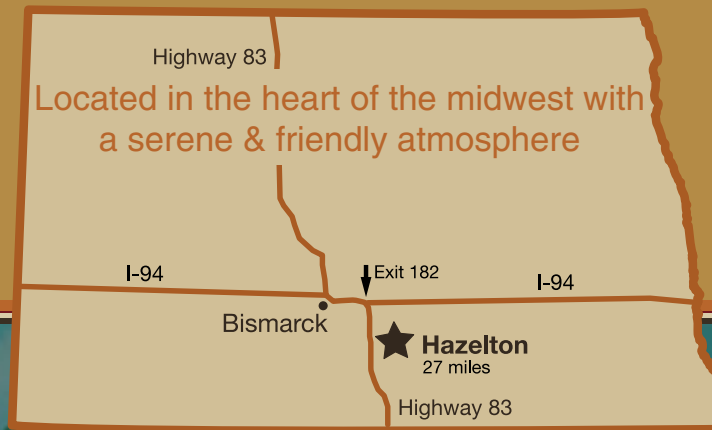 Highway 83
Located in the heart of the midwest with
a serene & friendly atmosphere
I-94
Exit 182
I-94
Bismarck
Hazelton
27 miles
Highway 83